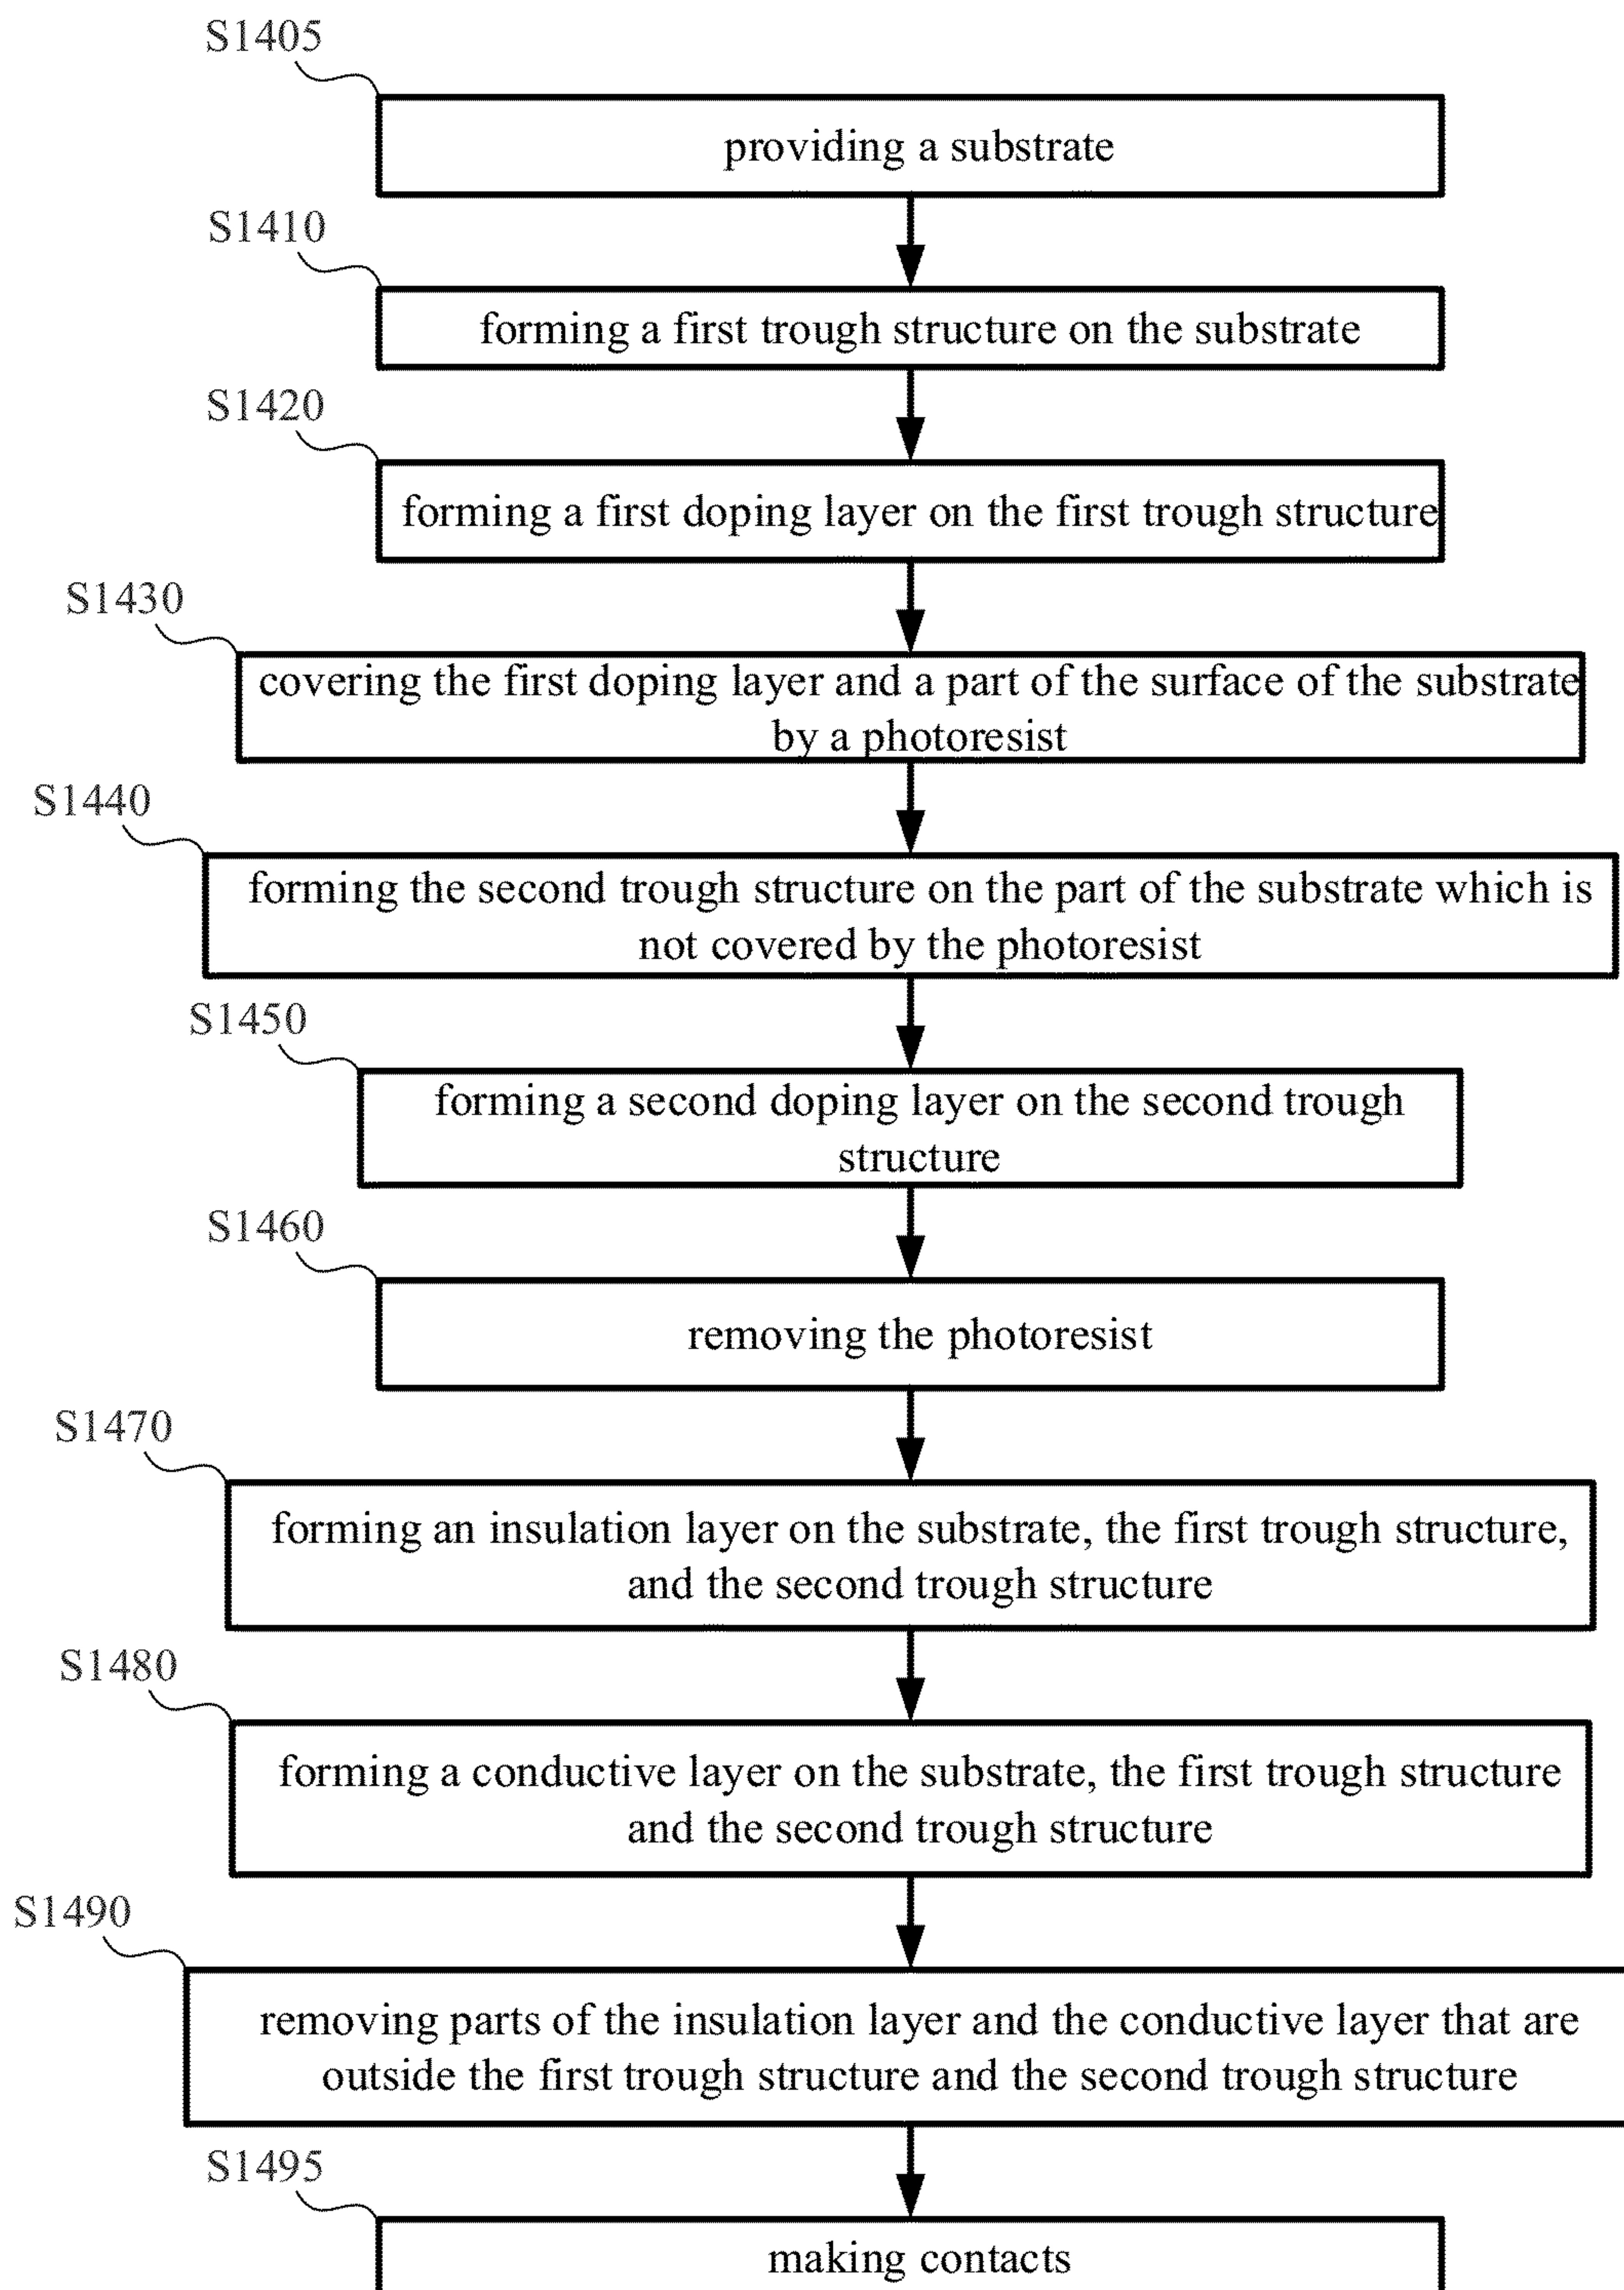 S1405
providing a substrate
S1410
forming a first trough structure on the substrate
S1420
forming a first doping layer on the first trough structure
S1430
covering the first doping layer and a part of the surface of the substrate
by a photoresist
S1440
forming the second trough structure on the part of the substrate which is
not covered by the photoresist
S1450
forming a second doping layer on the second trough
structure
S1460
removing the photoresist
S1470
forming an insulation layer on the substrate, the first trough structure,
and the second trough structure
S1480
forming a conductive layer on the substrate, the first trough structure
and the second trough structure
S1490
removing parts of the insulation layer and the conductive layer that are
outside the first trough structure and the second trough structure
S1495
making contacts